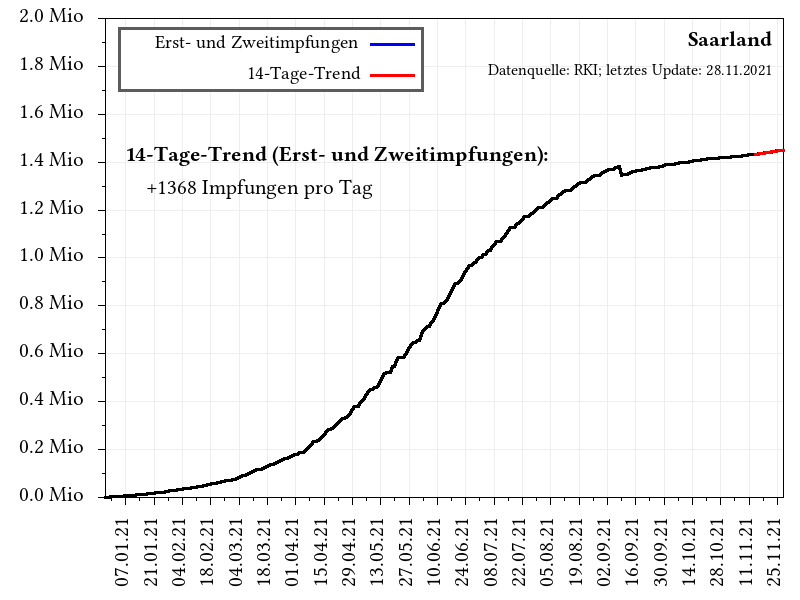 2.0 Mio
1.8 Mio
1.6 Mio
1.4 Mio
1.2 Mio
1.0 Mio
0.8 Mio
0.6 Mio
0.4 Mio
0.2 Mio
0.0 Mio
Erst- und Zweitimpfungen
14-Tage-Trend
Saarland
Datenquelle: RKI; letztes Update: 28.11.2021
14-Tage-Trend (Erst- und Zweitimpfungen):
+1368 Impfungen pro Tag
07.01.21
21.01.21
04.02.21
18.02.21
04.03.21
18.03.21
01.04.21
15.04.21
29.04.21
13.05.21
27.05.21
10.06.21
24.06.21
08.07.21
22.07.21
05.08.21
19.08.21
02.09.21
16.09.21
30.09.21
14.10.21
28.10.21
11.11.21
25.11.21